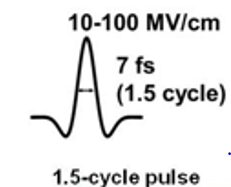 10-100 MV/cm
7 fs
(1.5 cycle)
1.5-cycle pulse